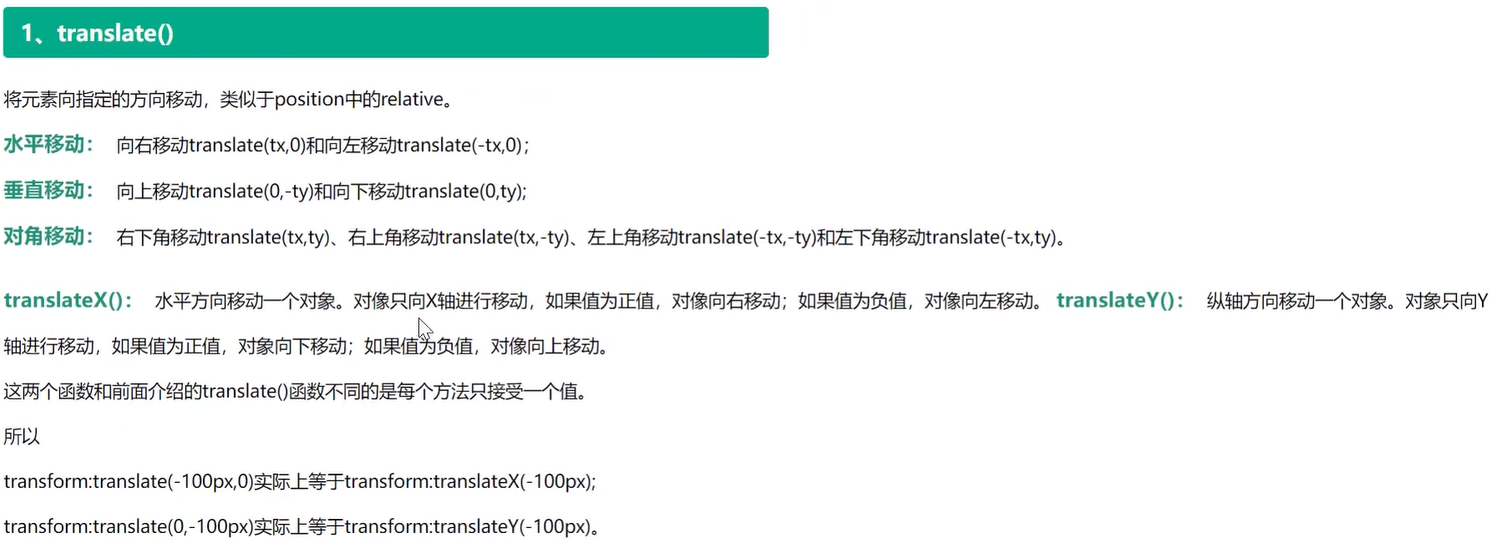 1、translate()
将元素向指定的方向移动，类似于position中的relative。
水平移动： 向右移动translate(tx,0)和向左移动translate(-tx,0)；
垂直移动： 向上移动translate(0,-ty)和向下移动translate(0,ty);
对角移动： 右下角移动translate(tx,ty)、右上角移动translate(tx,-ty)、左上角移动translate(-tx,-ty)和左下角移动translate(-tx,ty)。
translateX()： 水平方向移动一个对象。对像只向X轴进行移动，如果值为正值，对像向右移动；如果值为负值，对像向左移动。 translateY()： 纵轴方向移动一个对象。对象只向Y
轴进行移动，如果值为正值，对象向下移动；如果值为负值，对像向上移动。
这两个函数和前面介绍的translate()函数不同的是每个方法只接受一个值。
所以
transform:translate(-100px,0)实际上等于transform:translateX(-100px);
transform:translate(0,-100px)实际上等于transform:translateY(-100px)。